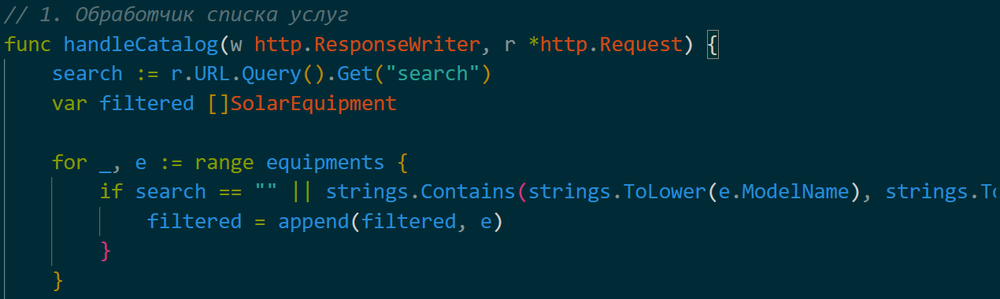 // 1. Обработчик списка услуг
func handleCatalog(w http.ResponseWriter, r *http.Request) {
    search := r.URL.Query().Get("search")
    var filtered []SolarEquipment

    for _, e := range equipments {
        if search == "" || strings.Contains(strings.ToLower(e.ModelName), strings.
            filtered = append(filtered, e)
        }
    }